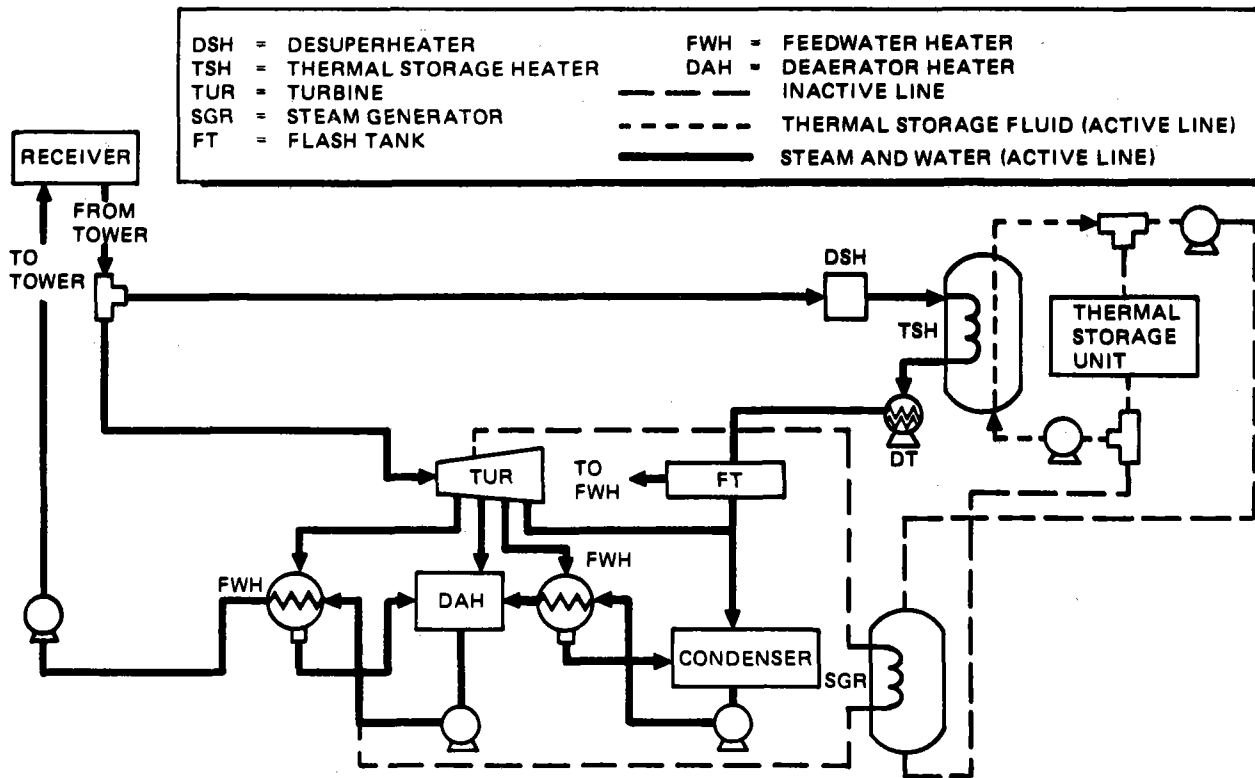 DSH = DESUPERHEATER
TSH = THERMAL STORAGE HEATER
TUR = TURBINE
SGR = STEAM GENERATOR
FT = FLASH TANK
FWH = FEEDWATER HEATER
DAH = DEAERATOR HEATER
INACTIVE LINE
THERMAL STORAGE FLUID (ACTIVE LINE)
STEAM AND WATER (ACTIVE LINE)
RECEIVER
FROM
TOWER
TO
TOWER
DSH
TSH
THERMAL
STORAGE
UNIT
DT
TUR
TO
FWH
FT
FWH
DAH
FWH
CONDENSER
SGR